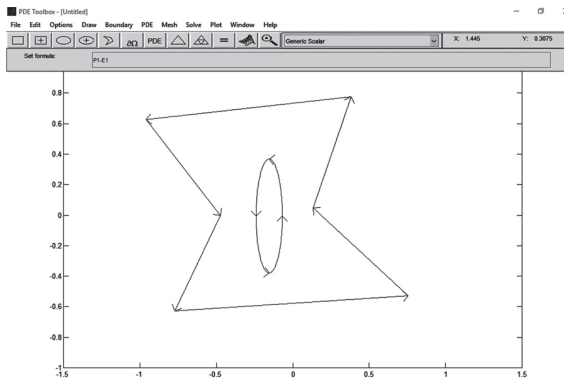 PDE Toolbox - [Untitled]
File Edit Options Draw Boundary PDE Mesh Solve Plot Window Help
∂Ω PDE = Generic Scalar X: 1.445 Y: 0.3075
Set formula: P1-E1
0.8
0.6
0.4
0.2
0
-0.2
-0.4
-0.6
-0.8
-1
-1.5 -1 -0.5 0 0.5 1 1.5